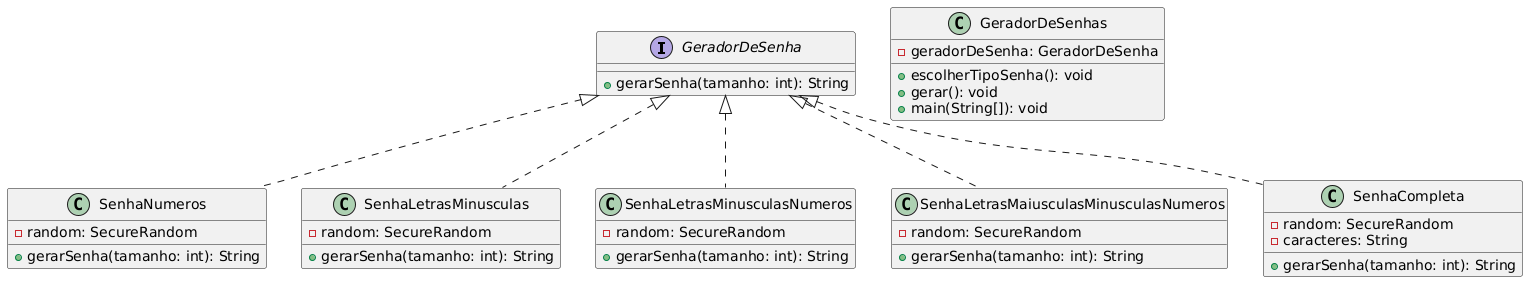 I GeradorDeSenha
gerarSenha(tamanho: int): String
C GeradorDeSenhas
geradorDeSenha: GeradorDeSenha
escolherTipoSenha(): void
gerar(): void
main(String[]): void
C SenhaNumeros
random: SecureRandom
gerarSenha(tamanho: int): String
C SenhaLetrasMinusculas
random: SecureRandom
gerarSenha(tamanho: int): String
C SenhaLetrasMinusculasNumeros
random: SecureRandom
gerarSenha(tamanho: int): String
C SenhaLetrasMaiusculasMinusculasNumeros
random: SecureRandom
gerarSenha(tamanho: int): String
C SenhaCompleta
random: SecureRandom
caracteres: String
gerarSenha(tamanho: int): String